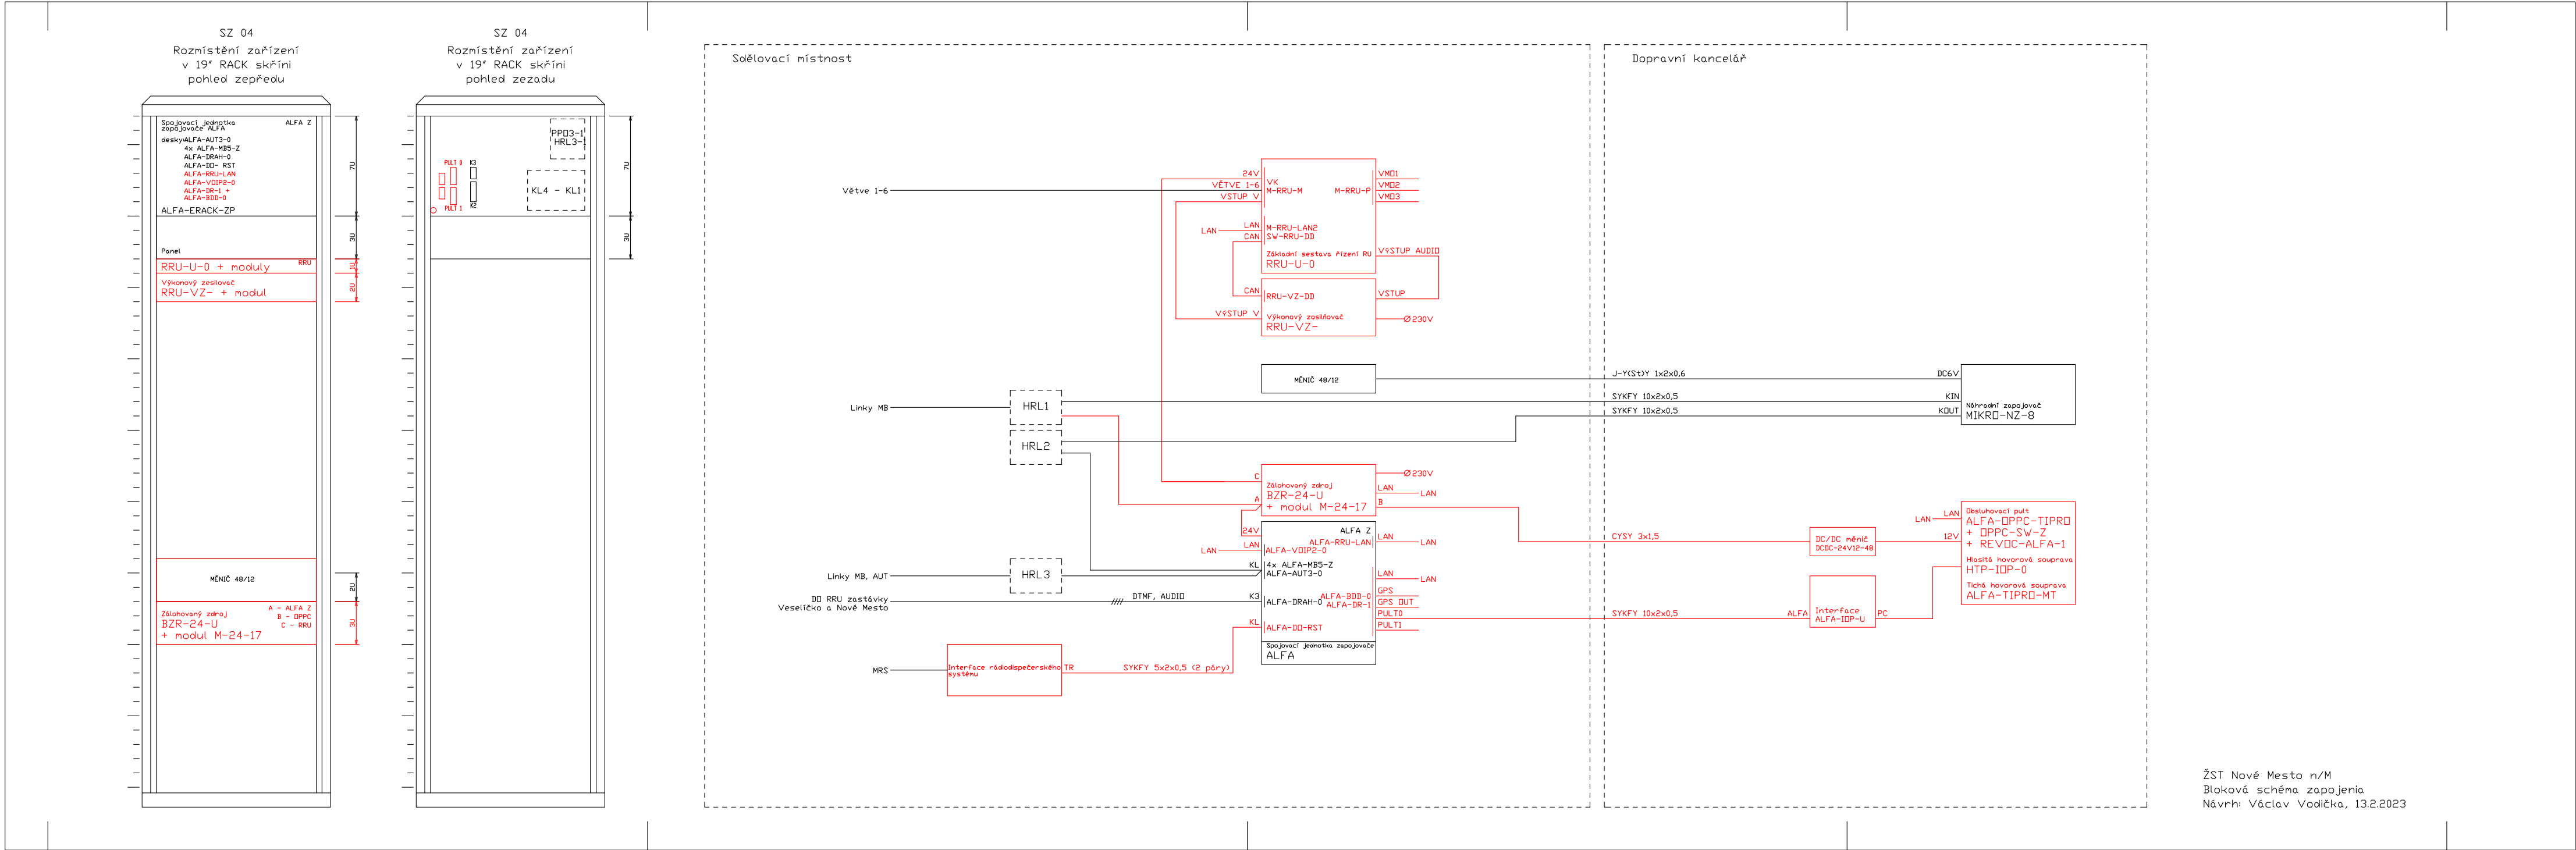 SZ 04
Rozmístění zařízení
v 19" RACK skříni
pohled zepředu
Spojovací jednotka
zapojovače ALFA
ALFA Z
desky:ALFA-AUT3-0
4x ALFA-MB5-Z
ALFA-DRAH-0
ALFA-DO- RST
ALFA-RRU-LAN
ALFA-VOIP2-0
ALFA-DR-1 +
ALFA-BDD-0
ALFA-ERACK-ZP
7U
Panel
3U
RRU-U-0 + moduly
RRU
1U
Výkonový zesilovač
RRU-VZ- + modul
2U
MĚNIČ 48/12
2U
Zálohovaný zdroj
BZR-24-U
+ modul M-24-17
A - ALFA Z
B - OPPC
C - RRU
3U
SZ 04
Rozmístění zařízení
v 19" RACK skříni
pohled zezadu
PPO3-1
HRL3-1
PULT 0
K3
KL4 - KL1
PULT 1
K2
7U
3U
Sdělovací místnost
Větve 1-6
24V
VĚTVE 1-6
VSTUP V
VK
M-RRU-M
M-RRU-P
VMO1
VMO2
VMO3
LAN
LAN
CAN
M-RRU-LAN2
SW-RRU-DD
Základní sestava řízení RU
RRU-U-0
VÝSTUP AUDIO
CAN
RRU-VZ-DD
VSTUP
VÝSTUP V
Výkonový zosilňovač
RRU-VZ-
230V
MĚNIČ 48/12
Linky MB
HRL1
HRL2
C
A
Zálohovaný zdroj
BZR-24-U
+ modul M-24-17
230V
LAN
LAN
B
24V
ALFA Z
ALFA-RRU-LAN
LAN
LAN
LAN
LAN
ALFA-VOIP2-0
KL
4x ALFA-MB5-Z
ALFA-AUT3-0
LAN
LAN
Linky MB, AUT
HRL3
DO RRU zastávky
Veselíčko a Nové Mesto
DTMF, AUDIO
K3
ALFA-DRAH-0
ALFA-BDD-0
ALFA-DR-1
GPS
GPS OUT
PULT0
PULT1
KL
ALFA-DO-RST
Spojovací jednotka zapojovače
ALFA
MRS
Interface rádiodispečerského
systému
TR
SYKFY 5x2x0,5 (2 páry)
Dopravní kancelář
J-Y(St)Y 1x2x0,6
DC6V
SYKFY 10x2x0,5
KIN
SYKFY 10x2x0,5
KOUT
Náhradní zapojovač
MIKRO-NZ-8
CYSY 3x1,5
DC/DC měnič
DCDC-24V12-48
LAN
LAN
12V
Obsluhovací pult
ALFA-OPPC-TIPRO
+ OPPC-SW-Z
+ REVOC-ALFA-1
Hlasitá hovorová souprava
HTP-IOP-0
Tichá hovorová souprava
ALFA-TIPRO-MT
SYKFY 10x2x0,5
ALFA
Interface
ALFA-IOP-U
PC
ŽST Nové Mesto n/M
Bloková schéma zapojenia
Návrh: Václav Vodička, 13.2.2023